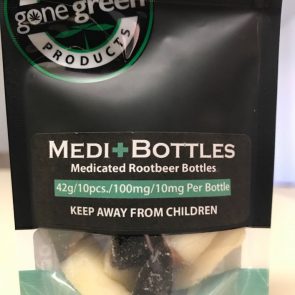 gone green
PRODUCTS
MEDI+BOTTLES
Medicated Rootbeer Bottles
42g/10pcs./100mg/10mg Per Bottle
KEEP AWAY FROM CHILDREN